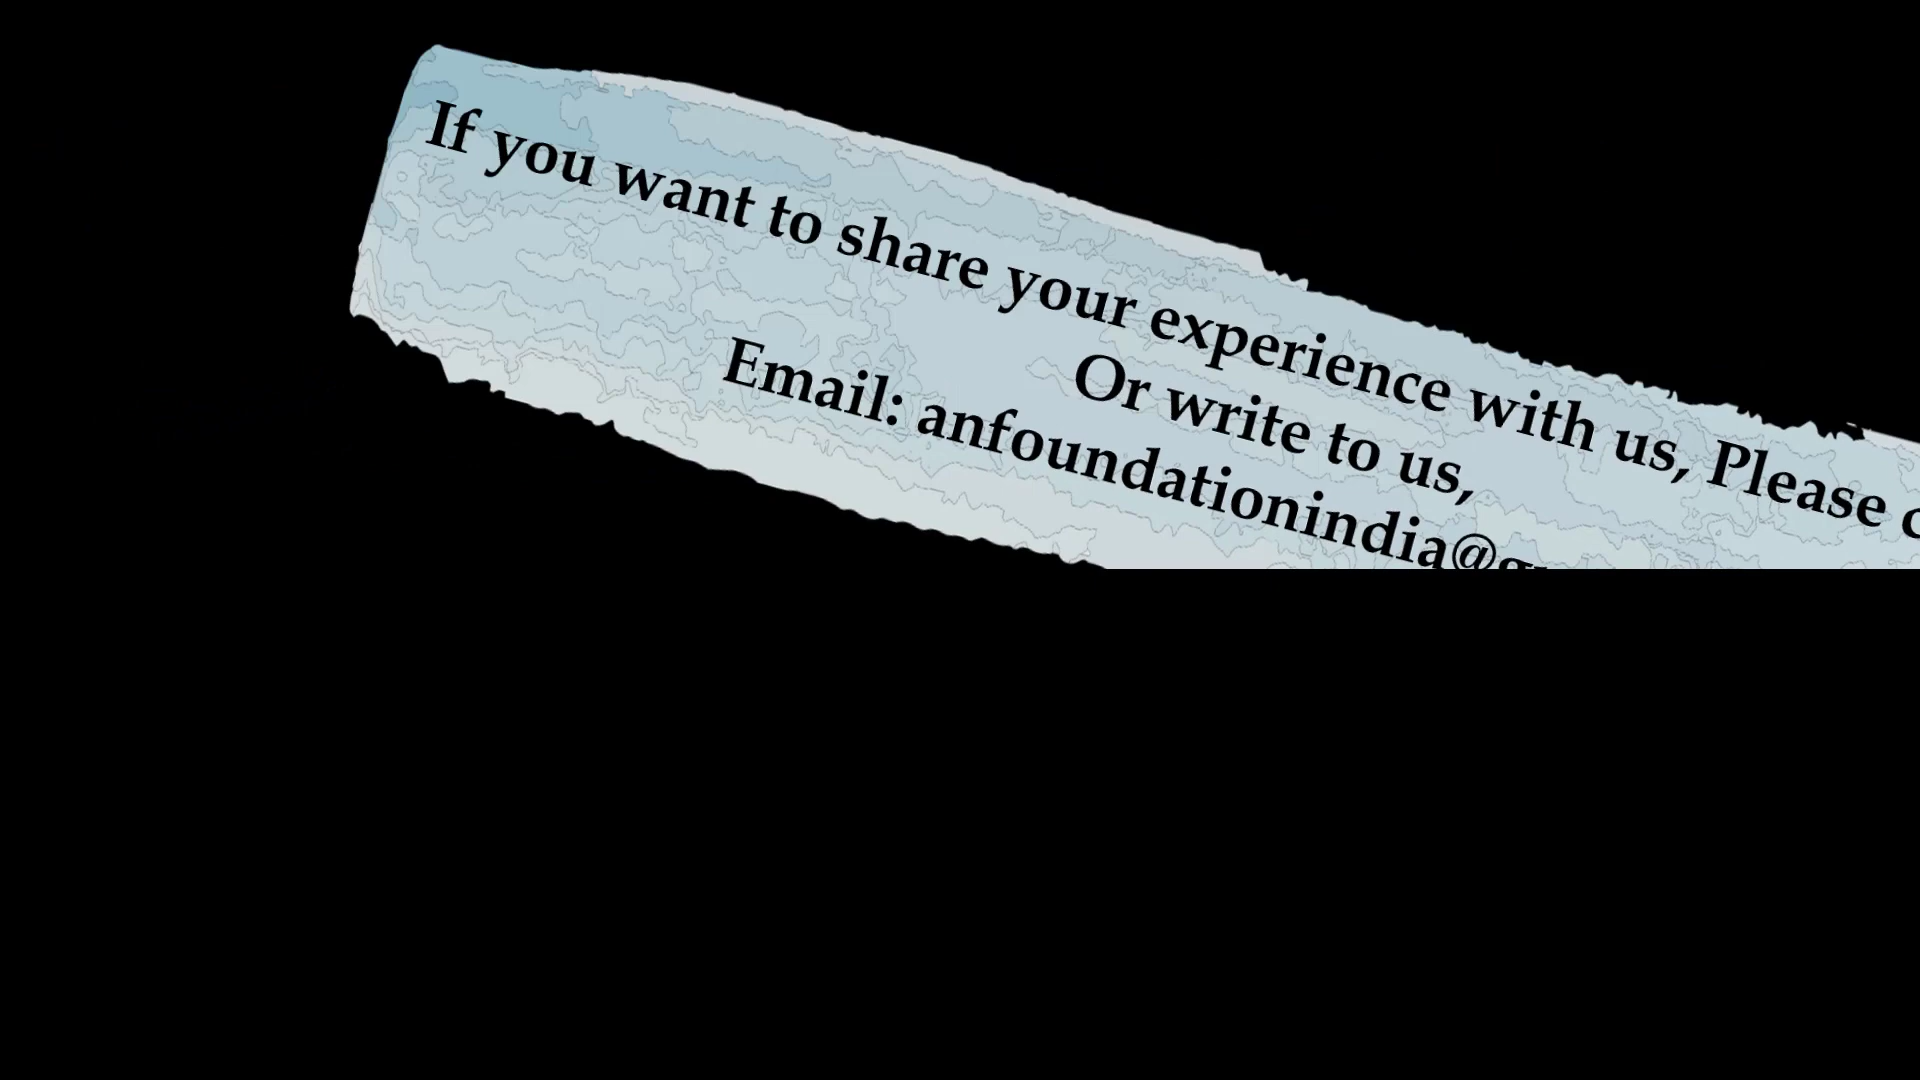 If you want to share your experience with us, Please
Or write to us,
Email: anfoundationindia@